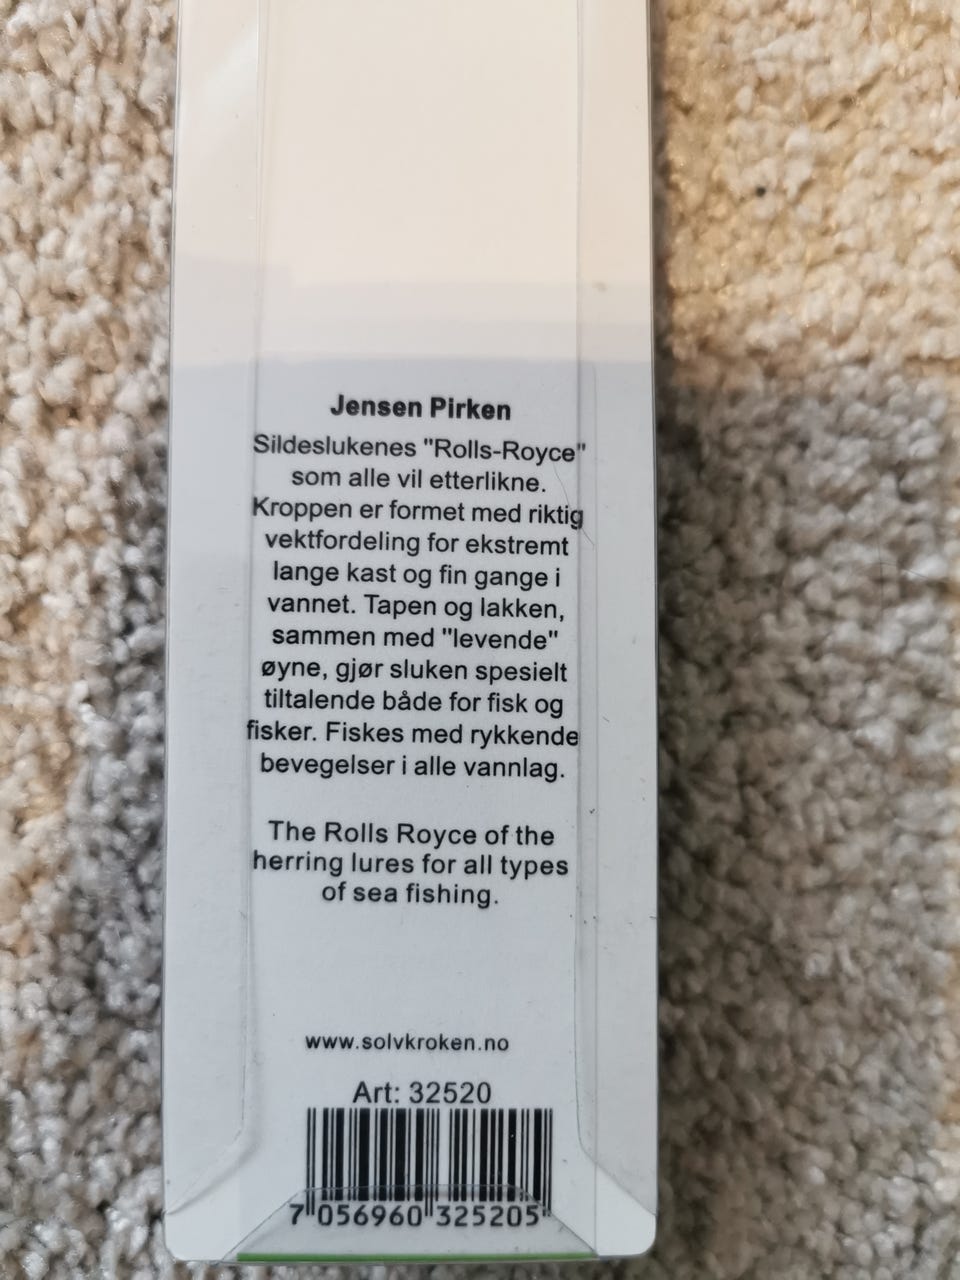 Jensen Pirken
Sildeslukenes "Rolls-Royce"
som alle vil etterlikne.
Kroppen er formet med riktig
vektfordeling for ekstremt
lange kast og fin gange i
vannet. Tapen og lakken,
sammen med "levende"
øyne, gjør sluken spesielt
tiltalende både for fisk og
fisker. Fiskes med rykkende
bevegelser i alle vannlag.
The Rolls Royce of the
herring lures for all types
of sea fishing.
www.solvkroken.no
Art: 32520
7 056960 325205